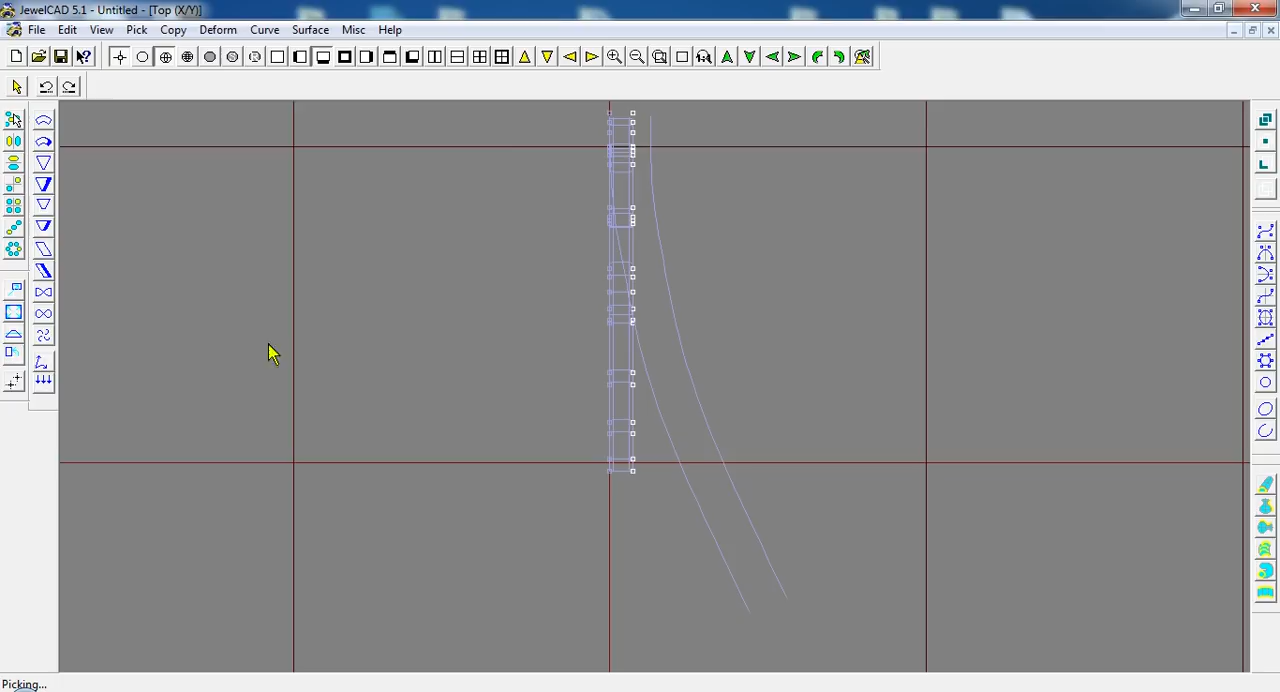 JewelCAD 5.1 - Untitled - [Top (X/Y)]
File Edit View Pick Copy Deform Curve Surface Misc Help
Picking...